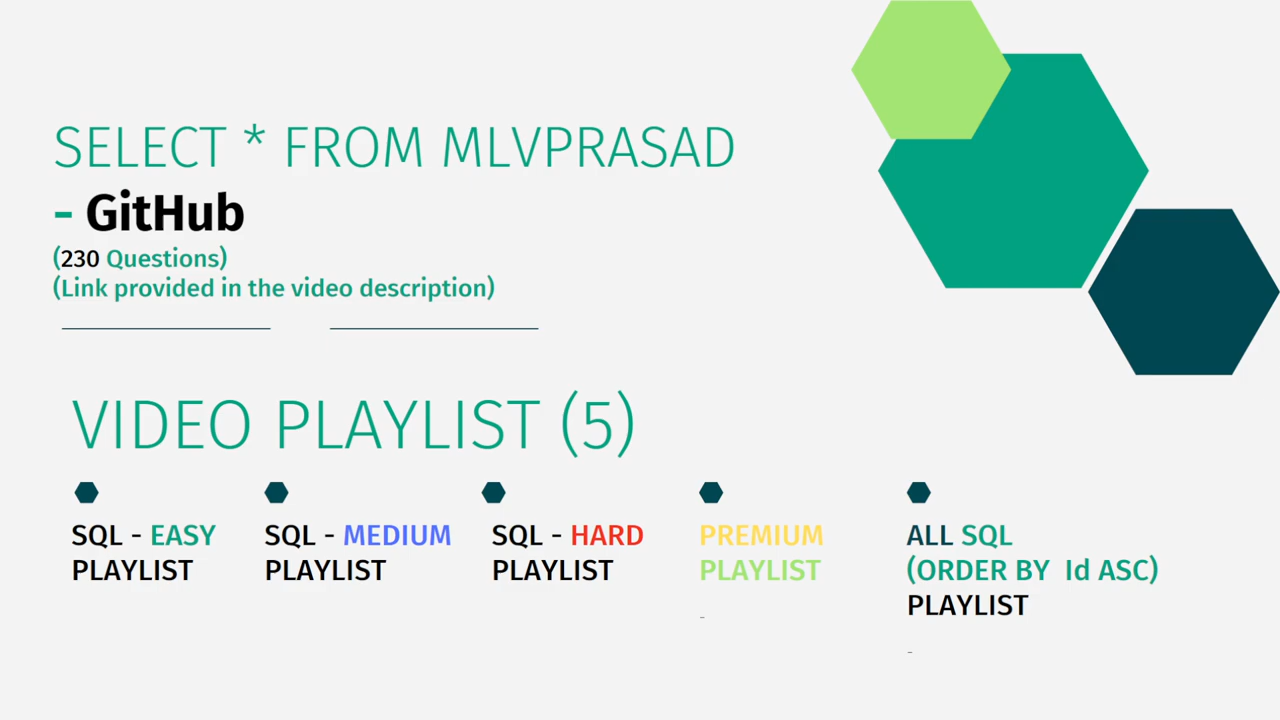 SELECT * FROM MLVPRASAD
- GitHub
(230 Questions)
(Link provided in the video description)
VIDEO PLAYLIST (5)
SQL - EASY
PLAYLIST
SQL - MEDIUM
PLAYLIST
SQL - HARD
PLAYLIST
PREMIUM
PLAYLIST
-
ALL SQL
(ORDER BY Id ASC)
PLAYLIST
-